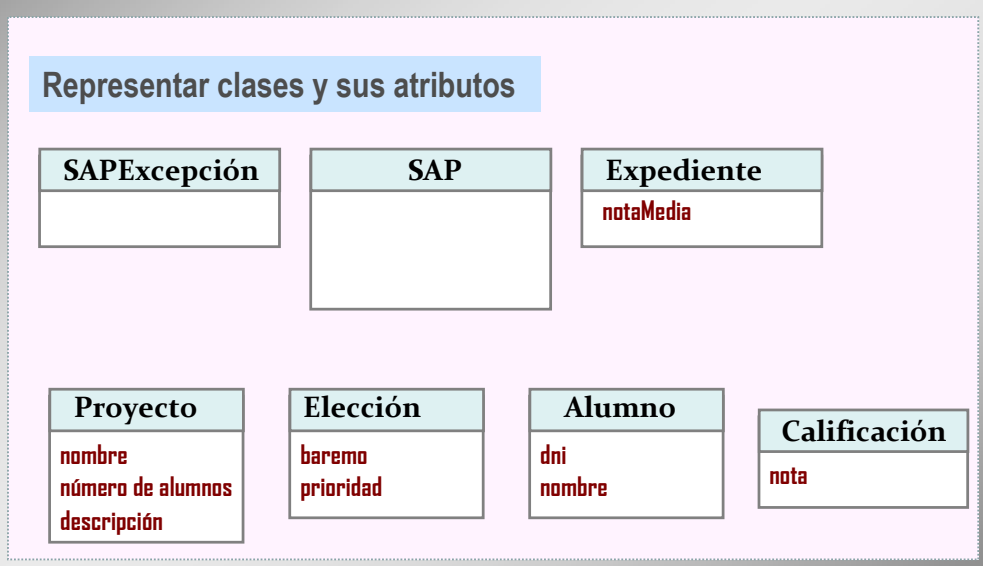 Representar clases y sus atributos
SAPExcepción
SAP
Expediente
notaMedia
Proyecto
nombre
número de alumnos
descripción
Elección
baremo
prioridad
Alumno
dni
nombre
Calificación
nota